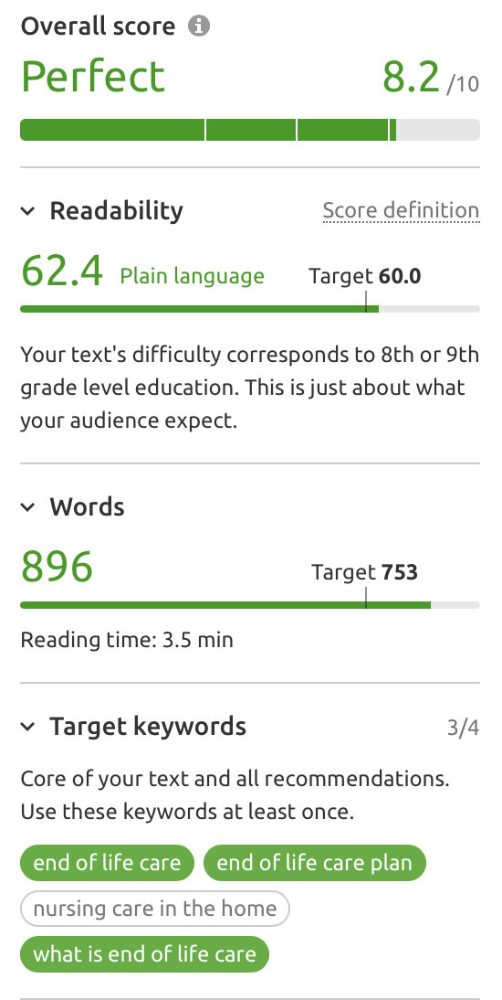 Overall score
Perfect 8.2 /10
Readability Score definition
62.4 Plain language Target 60.0
Your text's difficulty corresponds to 8th or 9th
grade level education. This is just about what
your audience expect.
Words
896 Target 753
Reading time: 3.5 min
Target keywords 3/4
Core of your text and all recommendations.
Use these keywords at least once.
end of life care end of life care plan
nursing care in the home
what is end of life care